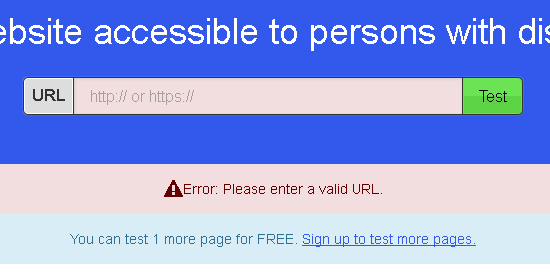 website accessible to persons with dis
URL http:// or https:// Test
Error: Please enter a valid URL.
You can test 1 more page for FREE. Sign up to test more pages.